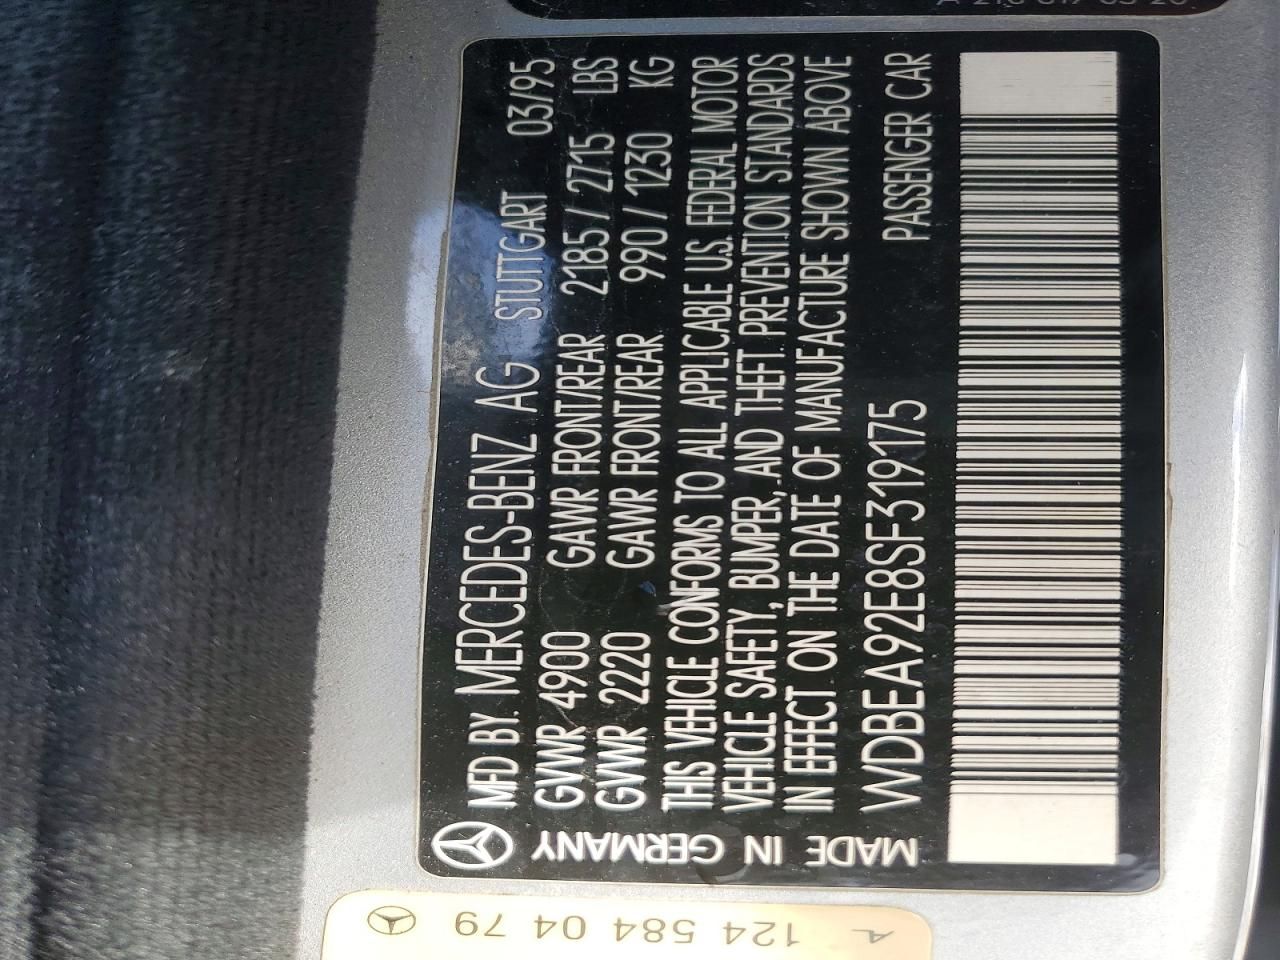 MFD BY. MERCEDES-BENZ AG STUTTGART 03/95
GVWR 4900 GAWR FRONT/REAR 2185 / 2715 LBS
GVWR 2220 GAWR FRONT/REAR 990 / 1230 KG
THIS VEHICLE CONFORMS TO ALL APPLICABLE U.S. FEDERAL MOTOR
VEHICLE SAFETY, BUMPER, AND THEFT PREVENTION STANDARDS
IN EFFECT ON THE DATE OF MANUFACTURE SHOWN ABOVE
WDBEA92E8SF319175 PASSENGER CAR
MADE IN GERMANY
124 584 04 79